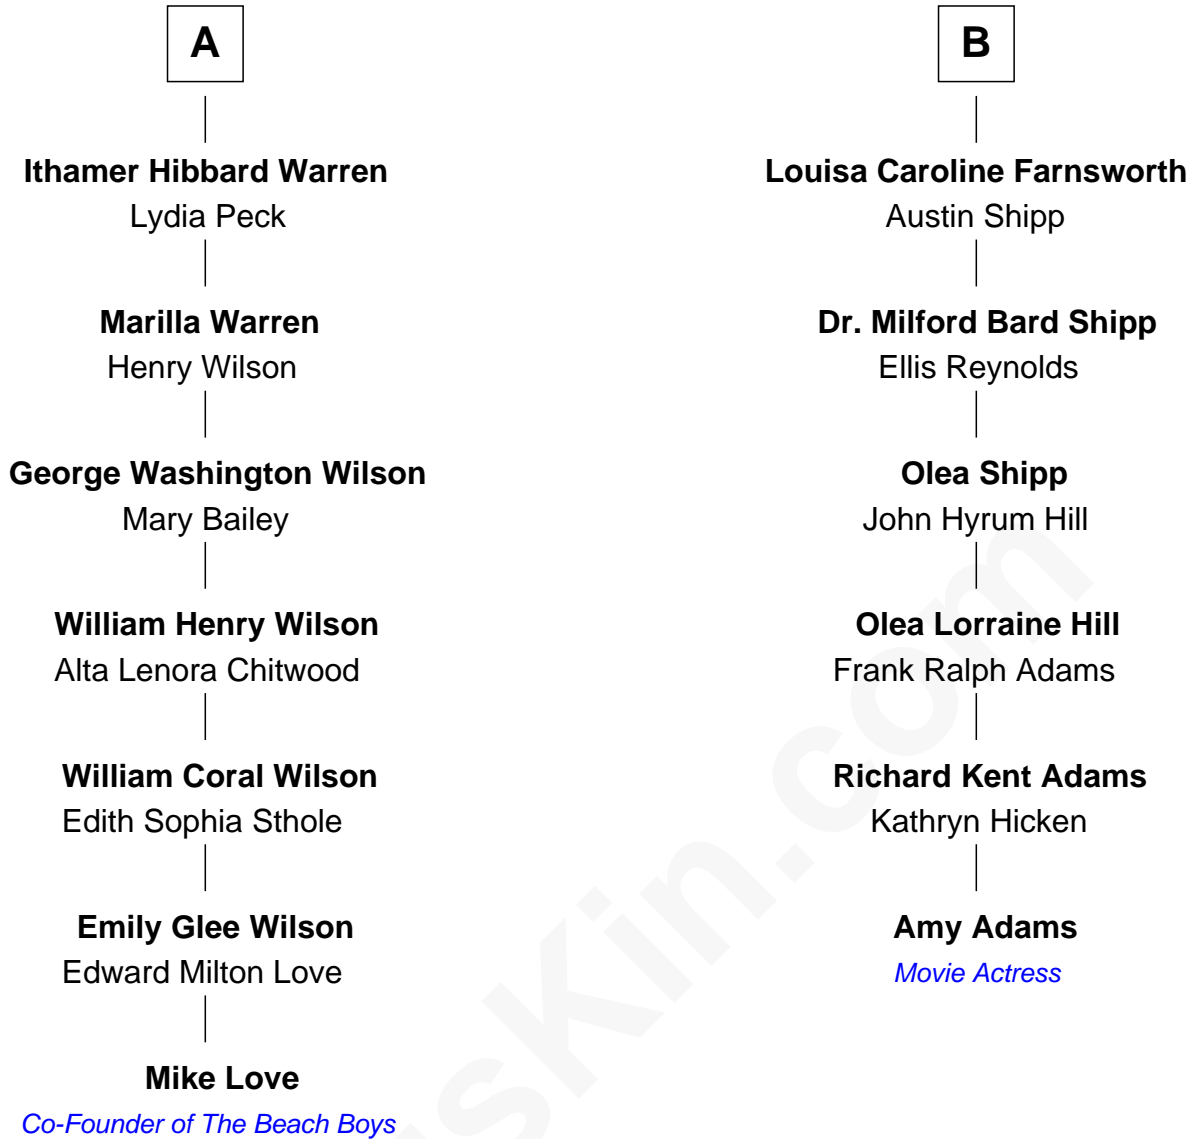 A
Ithamer Hibbard Warren
Lydia Peck
Marilla Warren
Henry Wilson
George Washington Wilson
Mary Bailey
William Henry Wilson
Alta Lenora Chitwood
William Coral Wilson
Edith Sophia Sthole
Emily Glee Wilson
Edward Milton Love
Mike Love
Co-Founder of The Beach Boys
B
Louisa Caroline Farnsworth
Austin Shipp
Dr. Milford Bard Shipp
Ellis Reynolds
Olea Shipp
John Hyrum Hill
Olea Lorraine Hill
Frank Ralph Adams
Richard Kent Adams
Kathryn Hicken
Amy Adams
Movie Actress
sKin.com